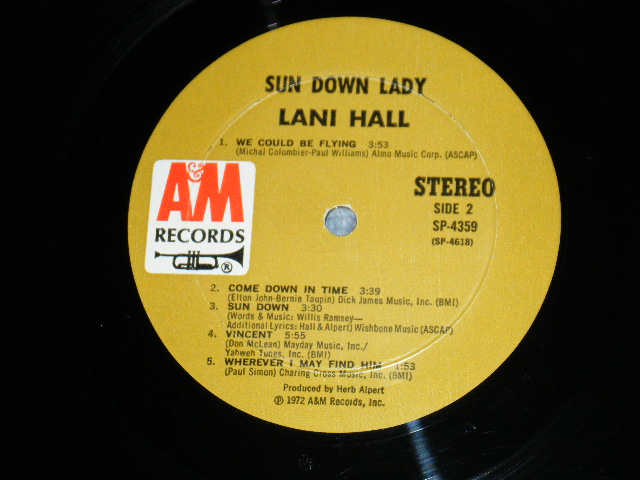 SUN DOWN LADY
LANI HALL
1. WE COULD BE FLYING 3:53
(Michel Colombier-Paul Williams) Almo Music Corp. (ASCAP)
A&M
RECORDS
®
STEREO
SIDE 2
SP-4359
(SP-4618)
2. COME DOWN IN TIME 3:39
(Elton John-Bernie Taupin) Dick James Music, Inc. (BMI)
3. SUN DOWN 3:30
(Words & Music: Willis Ramsey—
Additional Lyrics: Hall & Alpert) Wishbone Music (ASCAP)
4. VINCENT 5:55
(Don McLean) Mayday Music, Inc./
Yahweh Tunes, Inc. (BMI)
5. WHEREVER I MAY FIND HIM 1:53
(Paul Simon) Charing Cross Music, Inc. (BMI)
Produced by Herb Alpert
℗ 1972 A&M Records, Inc.